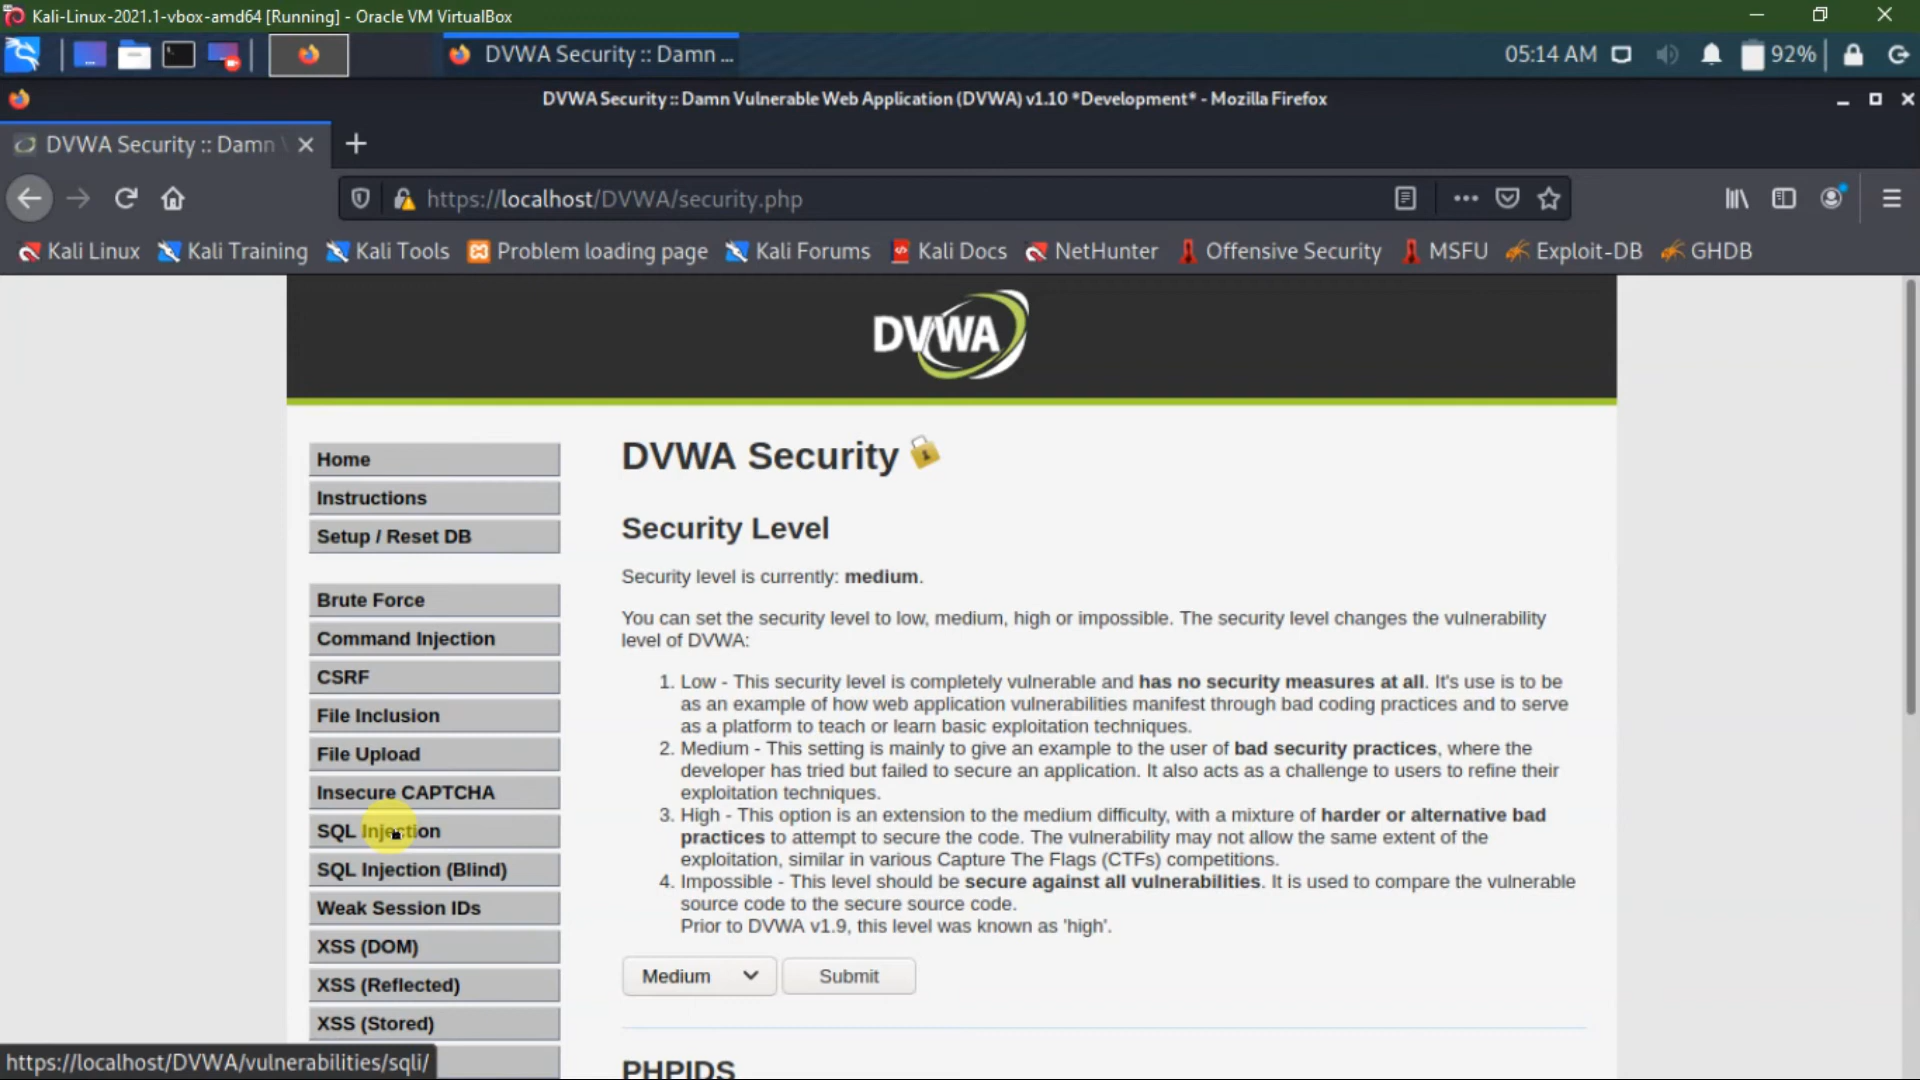 Kali-Linux-2021.1-vbox-amd64 [Running] - Oracle VM VirtualBox
DVWA Security :: Damn ...
05:14 AM
92%
DVWA Security :: Damn Vulnerable Web Application (DVWA) v1.10 *Development* - Mozilla Firefox
DVWA Security :: Damn
https://localhost/DVWA/security.php
Kali Linux
Kali Training
Kali Tools
Problem loading page
Kali Forums
Kali Docs
NetHunter
Offensive Security
MSFU
Exploit-DB
GHDB
DVWA
Home
Instructions
Setup / Reset DB
Brute Force
Command Injection
CSRF
File Inclusion
File Upload
Insecure CAPTCHA
SQL Injection
SQL Injection (Blind)
Weak Session IDs
XSS (DOM)
XSS (Reflected)
XSS (Stored)
https://localhost/DVWA/vulnerabilities/sqli/
DVWA Security
Security Level
Security level is currently: medium.
You can set the security level to low, medium, high or impossible. The security level changes the vulnerability
level of DVWA:
1. Low - This security level is completely vulnerable and has no security measures at all. It's use is to be
as an example of how web application vulnerabilities manifest through bad coding practices and to serve
as a platform to teach or learn basic exploitation techniques.
2. Medium - This setting is mainly to give an example to the user of bad security practices, where the
developer has tried but failed to secure an application. It also acts as a challenge to users to refine their
exploitation techniques.
3. High - This option is an extension to the medium difficulty, with a mixture of harder or alternative bad
practices to attempt to secure the code. The vulnerability may not allow the same extent of the
exploitation, similar in various Capture The Flags (CTFs) competitions.
4. Impossible - This level should be secure against all vulnerabilities. It is used to compare the vulnerable
source code to the secure source code.
Prior to DVWA v1.9, this level was known as 'high'.
Medium
Submit
PHPIDS